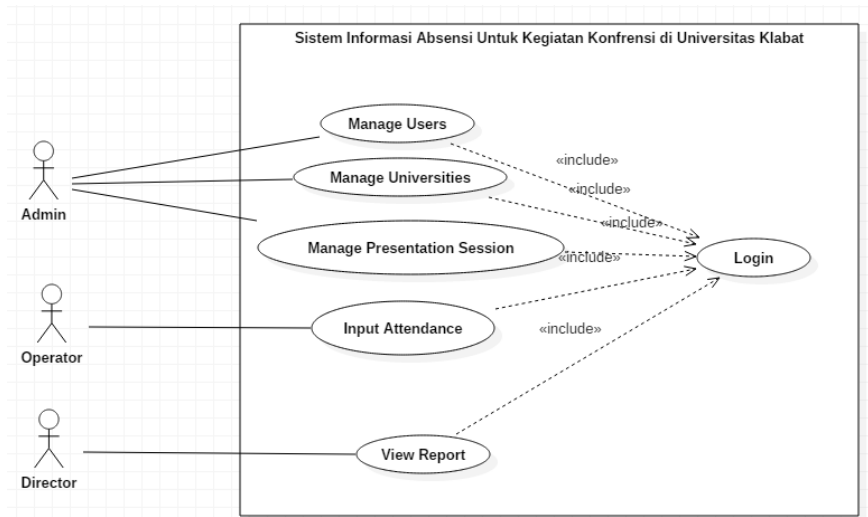 Sistem Informasi Absensi Untuk Kegiatan Konfrensi di Universitas Klabat
Manage Users
«include»
Manage Universities
«include»
Admin
«include»
Manage Presentation Session
«include»
Login
Input Attendance
«include»
Operator
View Report
Director